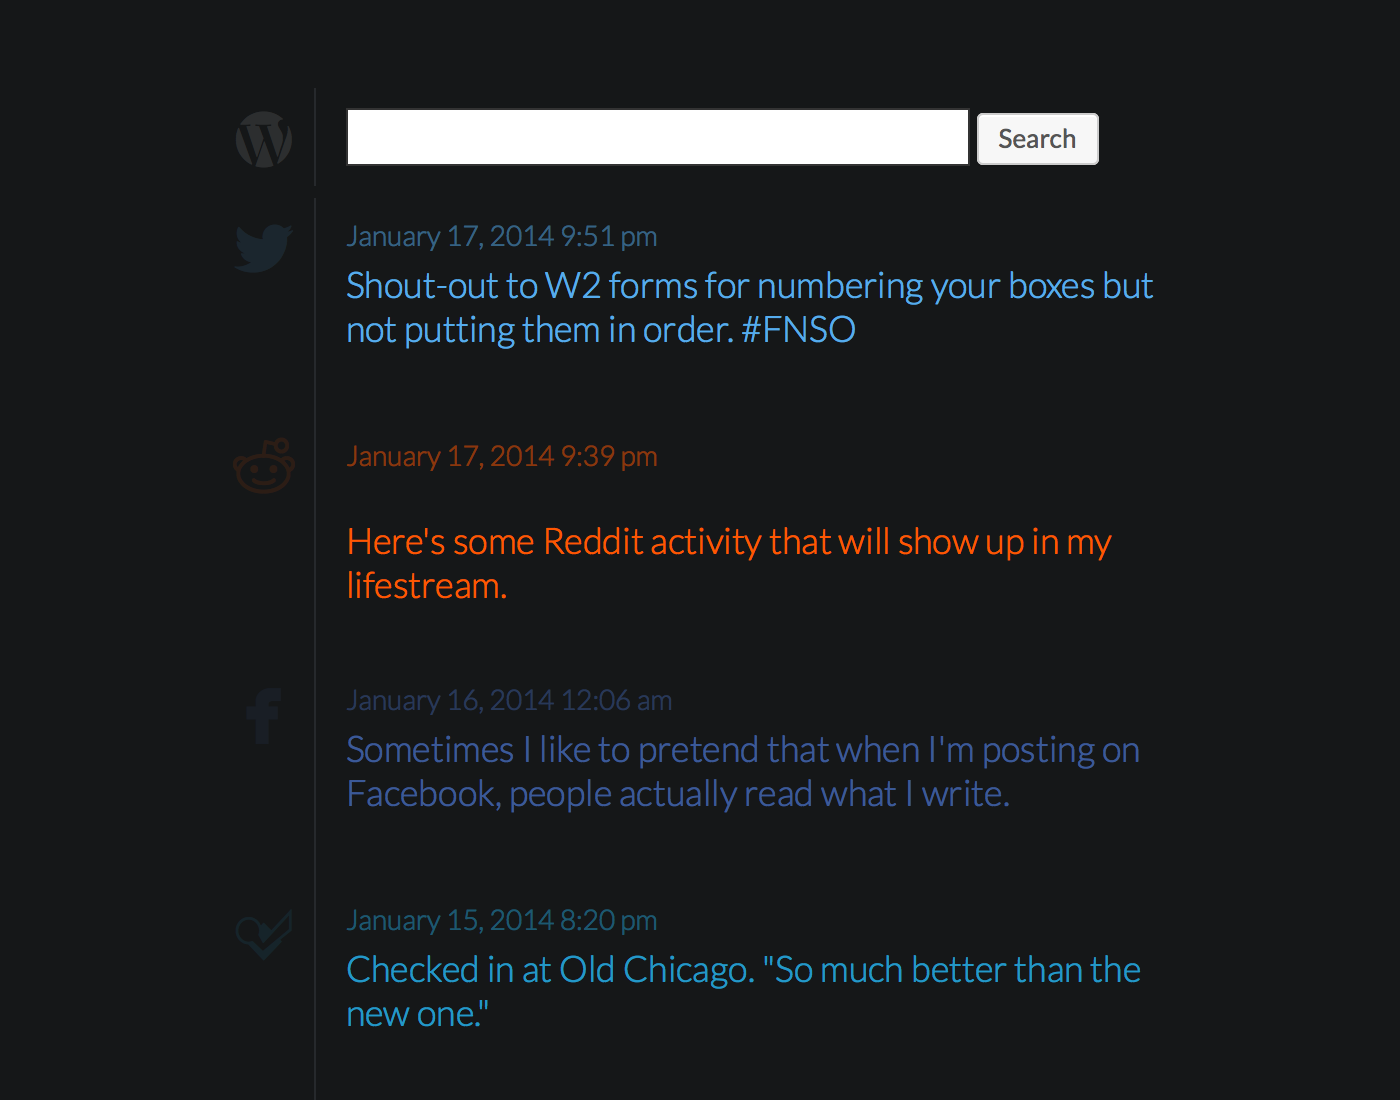 Search
January 17, 2014 9:51 pm
Shout-out to W2 forms for numbering your boxes but
not putting them in order. #FNSO
January 17, 2014 9:39 pm
Here's some Reddit activity that will show up in my
lifestream.
January 16, 2014 12:06 am
Sometimes I like to pretend that when I'm posting on
Facebook, people actually read what I write.
January 15, 2014 8:20 pm
Checked in at Old Chicago. "So much better than the
new one."